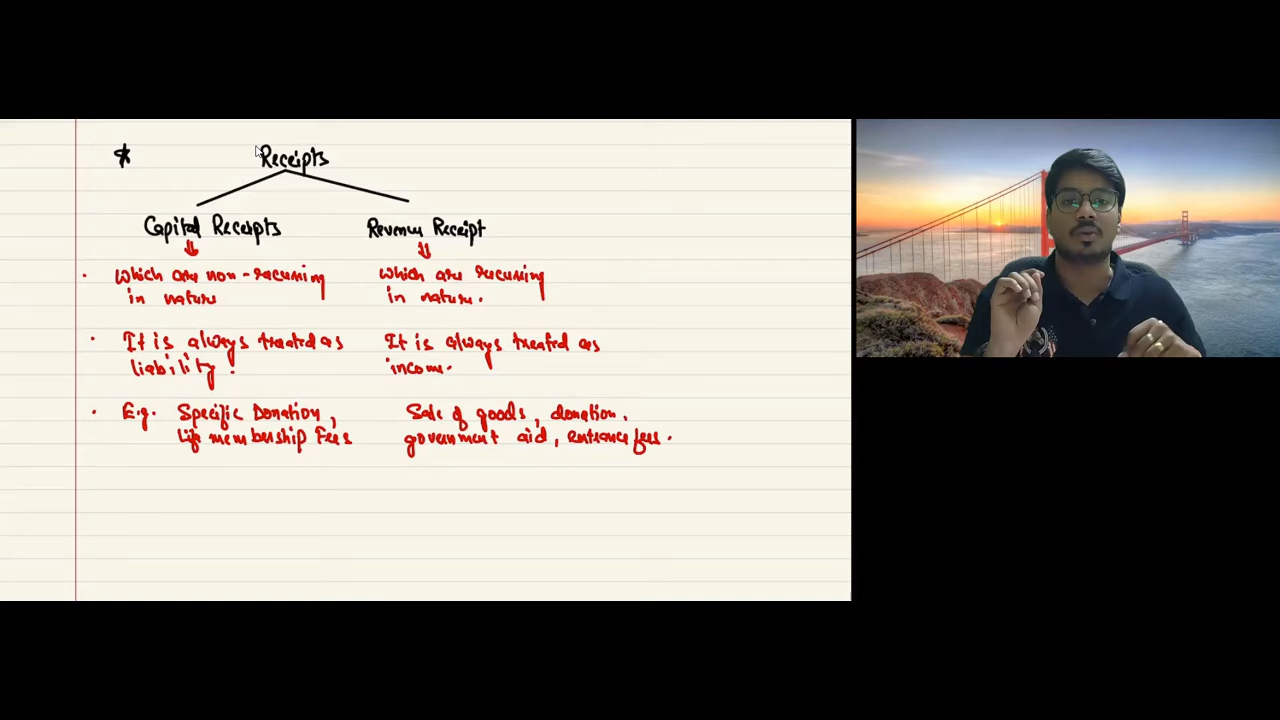 * Receipts
Capital Receipts Revenue Receipt
• Which are non-recurring which are recurring
in nature in nature.
• It is always treated as It is always treated as
liability. income.
• E.g. Specific Donation, Sale of goods, donation,
Life membership Fees government aid, entrance fees.